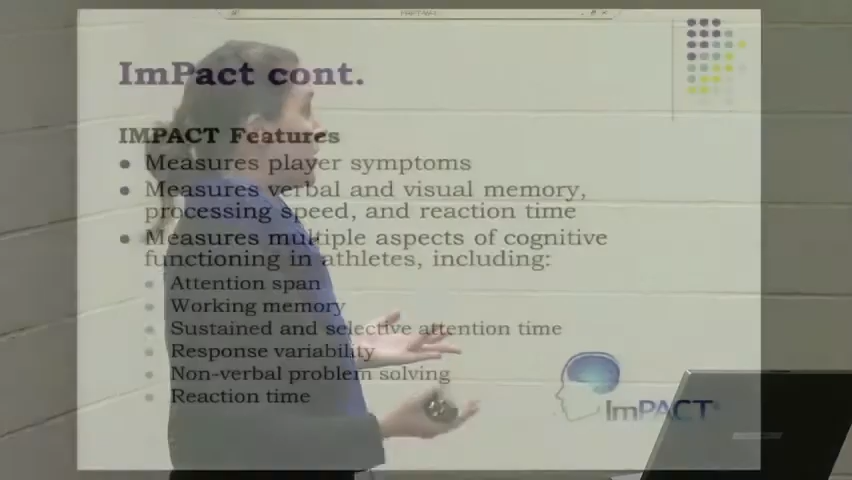 ImPact cont.
IMPACT Features
Measures player symptoms
Measures verbal and visual memory,
processing speed, and reaction time
Measures multiple aspects of cognitive
functioning in athletes, including:
Attention span
Working memory
Sustained and selective attention time
Response variability
Non-verbal problem solving
Reaction time
ImPACT